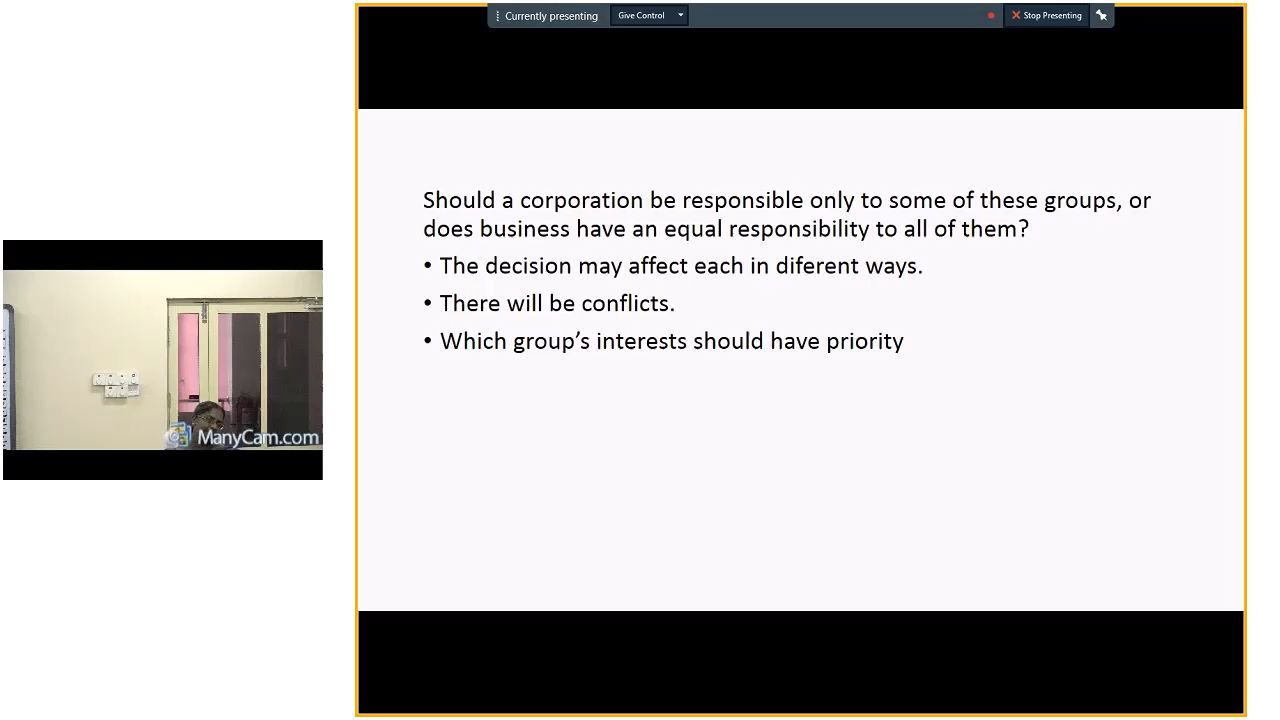 Currently presenting
Give Control
Stop Presenting
Should a corporation be responsible only to some of these groups, or
does business have an equal responsibility to all of them?
• The decision may affect each in diferent ways.
• There will be conflicts.
• Which group’s interests should have priority
ManyCam.com